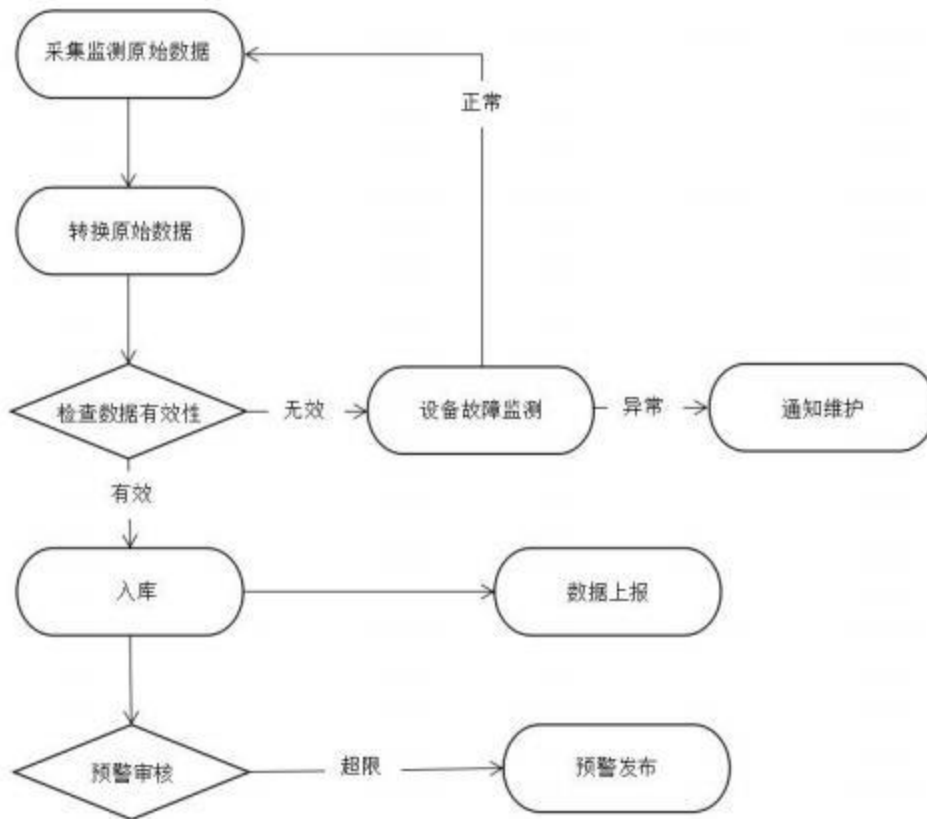 采集监测原始数据
正常
转换原始数据
检查数据有效性
无效
设备故障监测
异常
通知维护
有效
入库
数据上报
预警审核
超限
预警发布